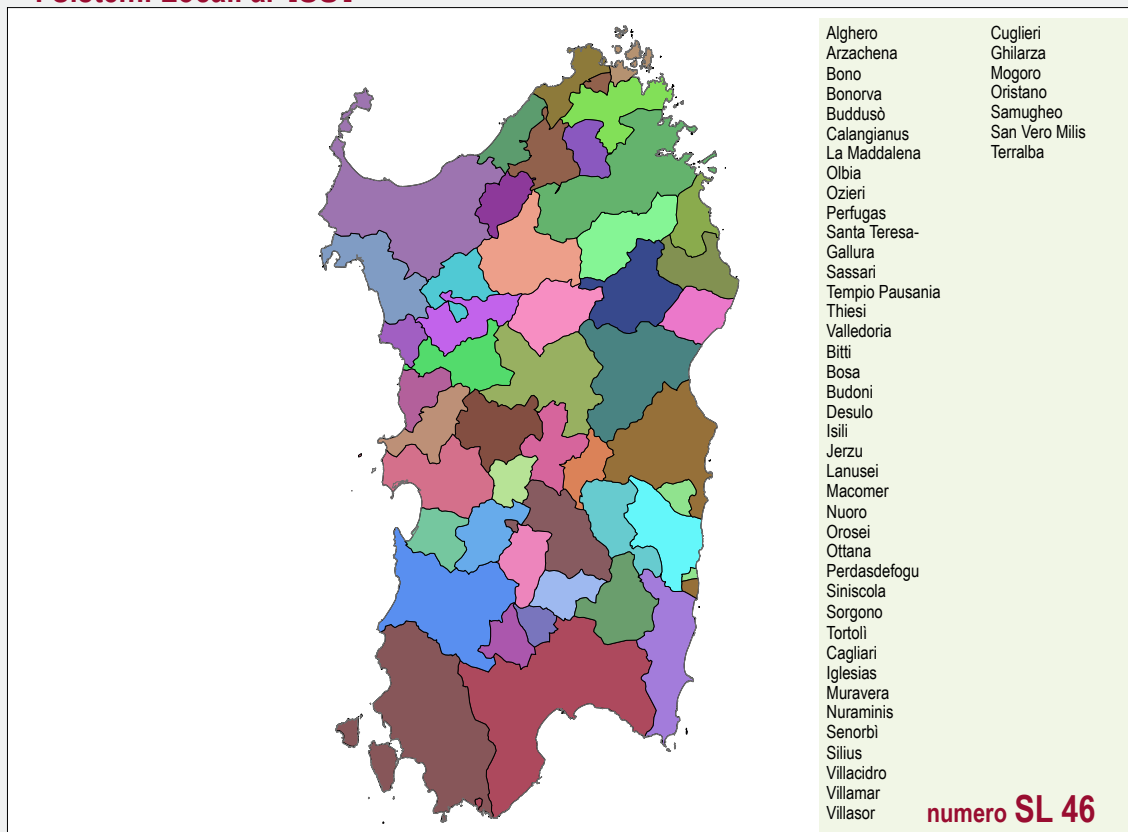 Alghero
Arzachena
Bono
Bonorva
Buddusò
Calangianus
La Maddalena
Olbia
Ozieri
Perfugas
Santa Teresa-
Gallura
Sassari
Tempio Pausania
Thiesi
Valledoria
Bitti
Bosa
Budoni
Desulo
Isili
Jerzu
Lanusei
Macomer
Nuoro
Orosei
Ottana
Perdasdefogu
Siniscola
Sorgono
Tortolì
Cagliari
Iglesias
Muravera
Nuraminis
Senorbì
Silius
Villacidro
Villamar
Villasor
Cuglieri
Ghilarza
Mogoro
Oristano
Samugheo
San Vero Milis
Terralba
numero SL 46